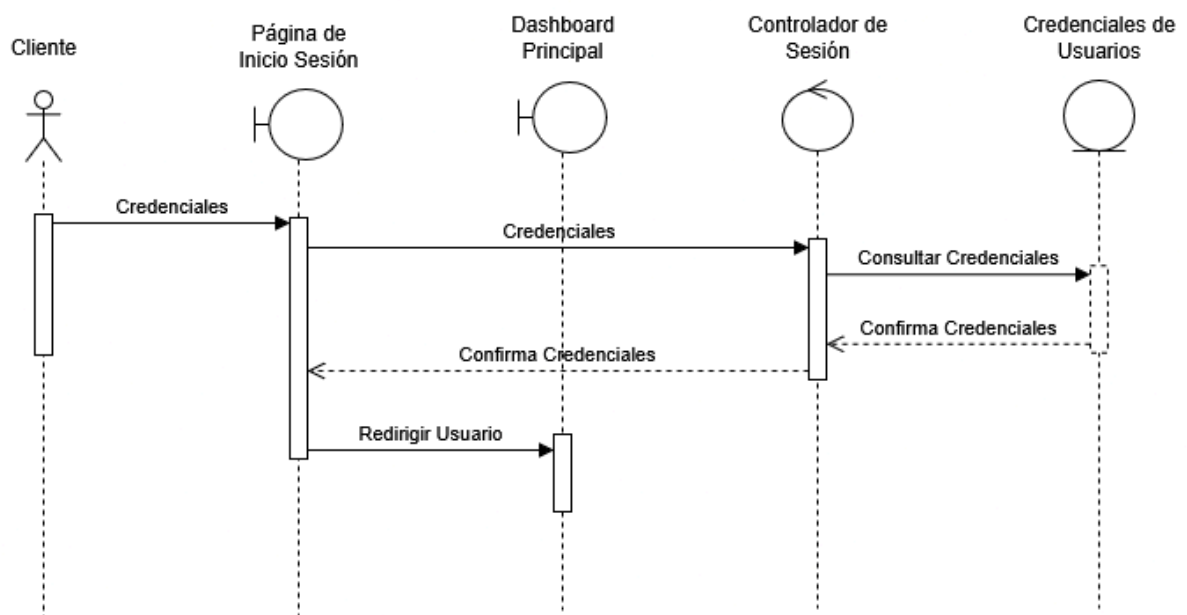 Cliente
Página de
Inicio Sesión
Dashboard
Principal
Controlador de
Sesión
Credenciales de
Usuarios
Credenciales
Credenciales
Consultar Credenciales
Confirma Credenciales
Confirma Credenciales
Redirigir Usuario